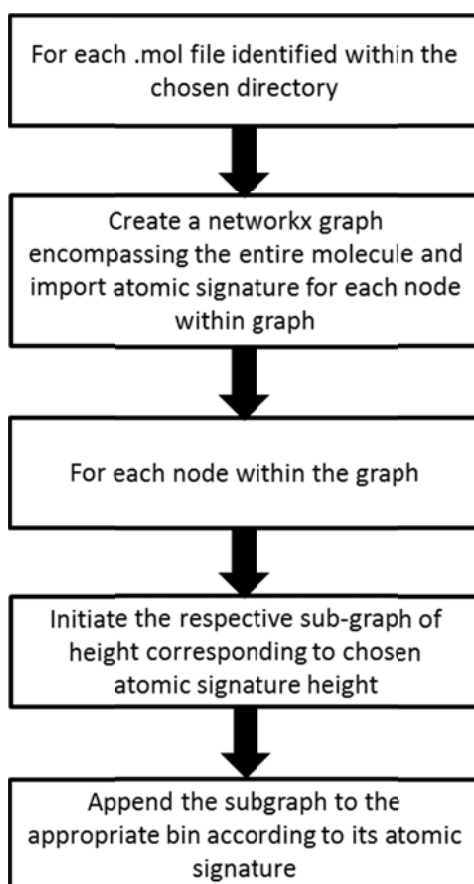 For each .mol file identified within the
chosen directory
Create a networkx graph
encompassing the entire molecule and
import atomic signature for each node
within graph
For each node within the graph
Initiate the respective sub-graph of
height corresponding to chosen
atomic signature height
Append the subgraph to the
appropriate bin according to its atomic
signature